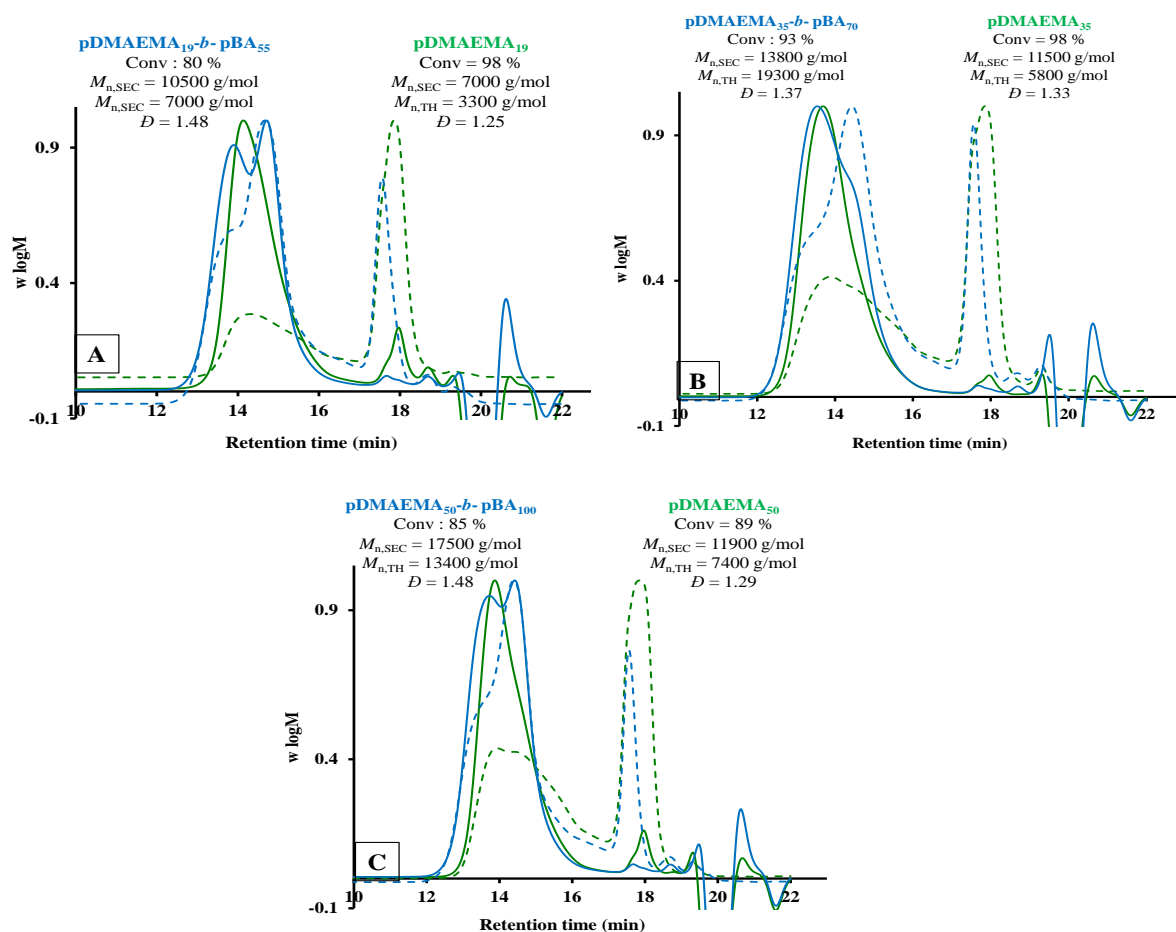 pDMAEMA₁₉-b- pBA₅₅
Conv : 80 %
Mn,SEC = 10500 g/mol
Mn,SEC = 7000 g/mol
Đ = 1.48
pDMAEMA₁₉
Conv = 98 %
Mn,SEC = 7000 g/mol
Mn,TH = 3300 g/mol
Đ = 1.25
0.9
w logM
0.4
A
-0.1
10 12 14 16 18 20 22
Retention time (min)
pDMAEMA₃₅-b- pBA₇₀
Conv : 93 %
Mn,SEC = 13800 g/mol
Mn,TH = 19300 g/mol
Đ = 1.37
pDMAEMA₃₅
Conv = 98 %
Mn,SEC = 11500 g/mol
Mn,TH = 5800 g/mol
Đ = 1.33
0.9
w logM
0.4
B
-0.1
10 12 14 16 18 20 22
Retention time (min)
pDMAEMA₅₀-b- pBA₁₀₀
Conv : 85 %
Mn,SEC = 17500 g/mol
Mn,TH = 13400 g/mol
Đ = 1.48
pDMAEMA₅₀
Conv = 89 %
Mn,SEC = 11900 g/mol
Mn,TH = 7400 g/mol
Đ = 1.29
0.9
w logM
0.4
C
-0.1
10 12 14 16 18 20 22
Retention time (min)